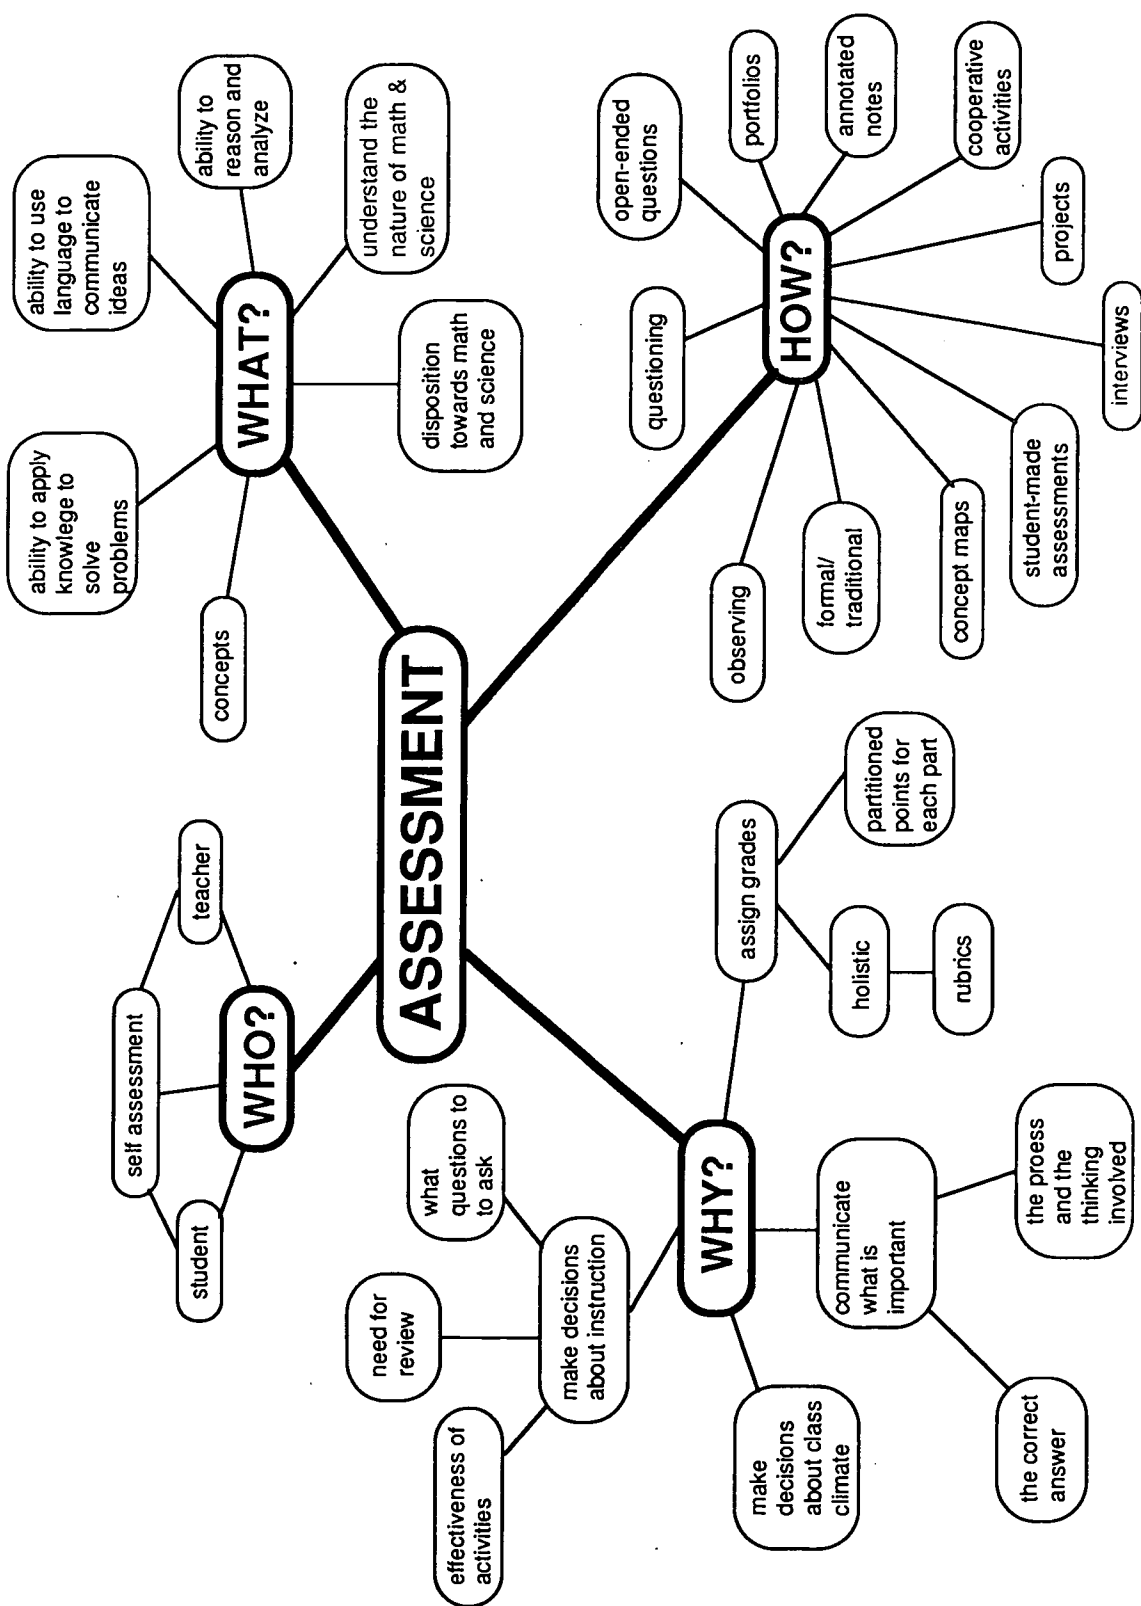 ASSESSMENT
WHO?
student
self assessment
teacher
WHAT?
concepts
ability to apply
knowlege to
solve
problems
ability to use
language to
communicate
ideas
ability to
reason and
analyze
understand the
nature of math &
science
disposition
towards math
and science
WHY?
effectiveness of
activities
need for
review
what
questions to
to ask
make decisions
about instruction
make
decisions
about class
climate
communicate
what is
important
the correct
answer
the proess
and the
thinking
involved
assign grades
holistic
rubrics
partitioned
points for
each part
HOW?
observing
questioning
open-ended
questions
portfolios
annotated
notes
cooperative
activities
projects
interviews
student-made
assessments
concept maps
formal/
traditional